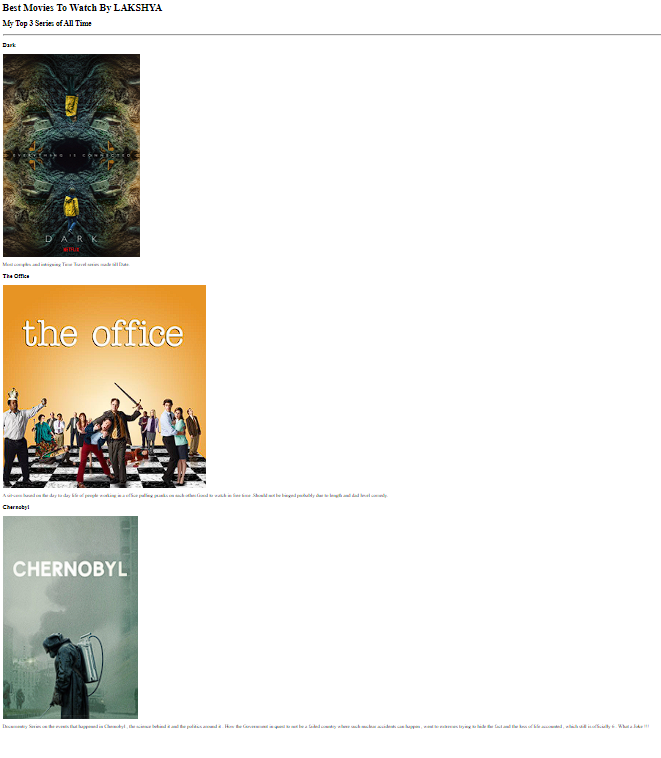 Best Movies To Watch By LAKSHYA
My Top 3 Series of All Time
Dark
EVERYTHING IS CONNECTED
DARK
NETFLIX
Most complex and intriguing Time Travel series made till Date
The Office
the office
A sitcom based on the day to day life of people working in a office pulling pranks on each other. Good to watch in free time. Should not be binged probably due to length and dad level comedy.
Chernobyl
CHERNOBYL
Documentry Series on the events that happened in Chernobyl , the science behind it and the politics around it . How the Government in quest to not be a failed country where such nuclear accidents can happen , went to extremes trying to hide the fact and the loss of life accounted , which still is officially 6 . What a Joke !!!